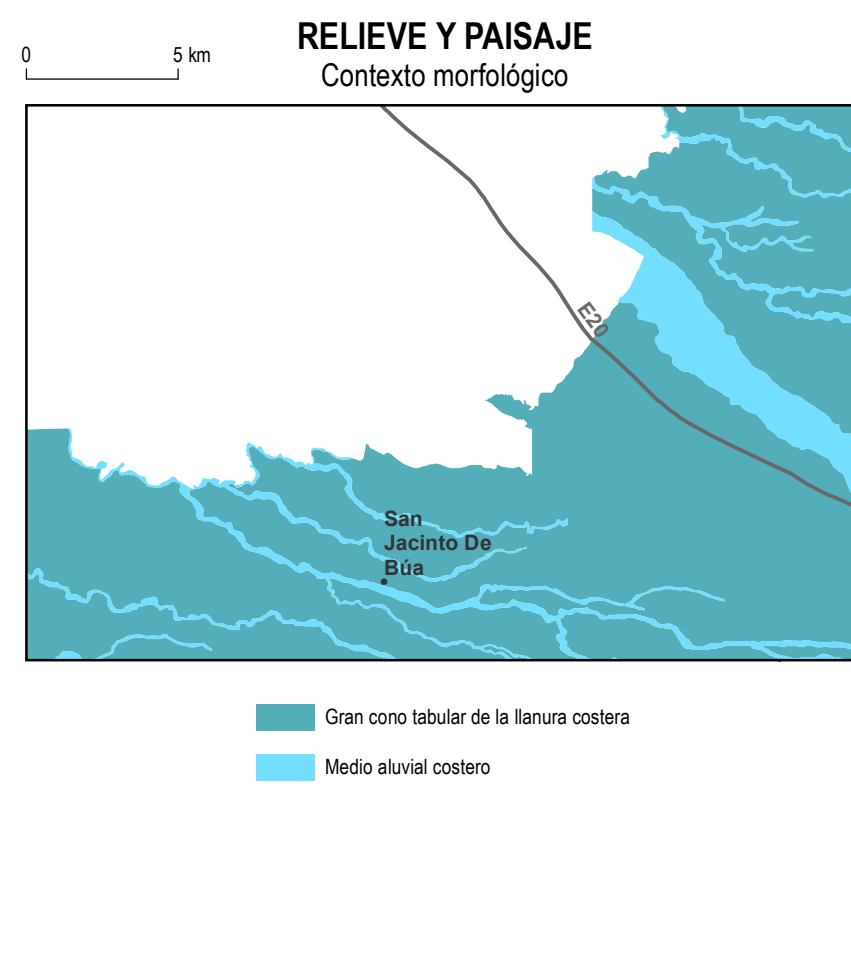 RELIEVE Y PAISAJE
Contexto morfológico
0 5 km
E20
San
Jacinto De
Búa
Gran cono tabular de la llanura costera
Medio aluvial costero